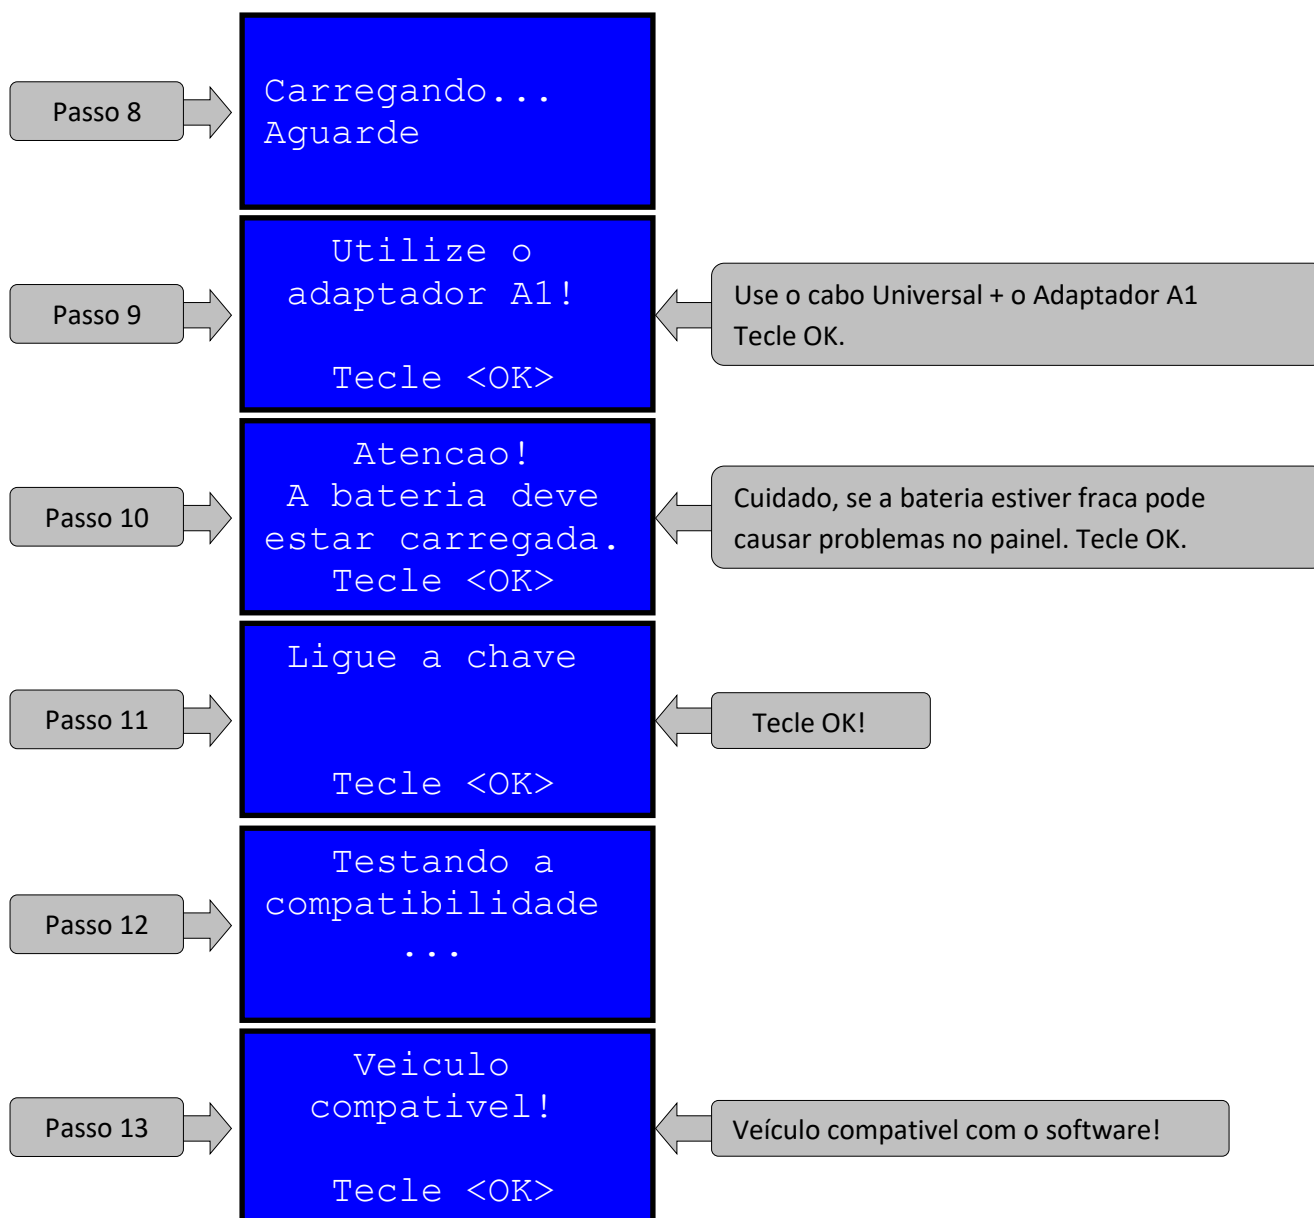 Passo 8
Carregando...
Aguarde
Passo 9
Utilize o
adaptador A1!
Tecle <OK>
Use o cabo Universal + o Adaptador A1
Tecle OK.
Passo 10
Atencao!
A bateria deve
estar carregada.
Tecle <OK>
Cuidado, se a bateria estiver fraca pode
causar problemas no painel. Tecle OK.
Passo 11
Ligue a chave
Tecle <OK>
Tecle OK!
Passo 12
Testando a
compatibilidade
...
Passo 13
Veiculo
compativel!
Tecle <OK>
Veículo compativel com o software!